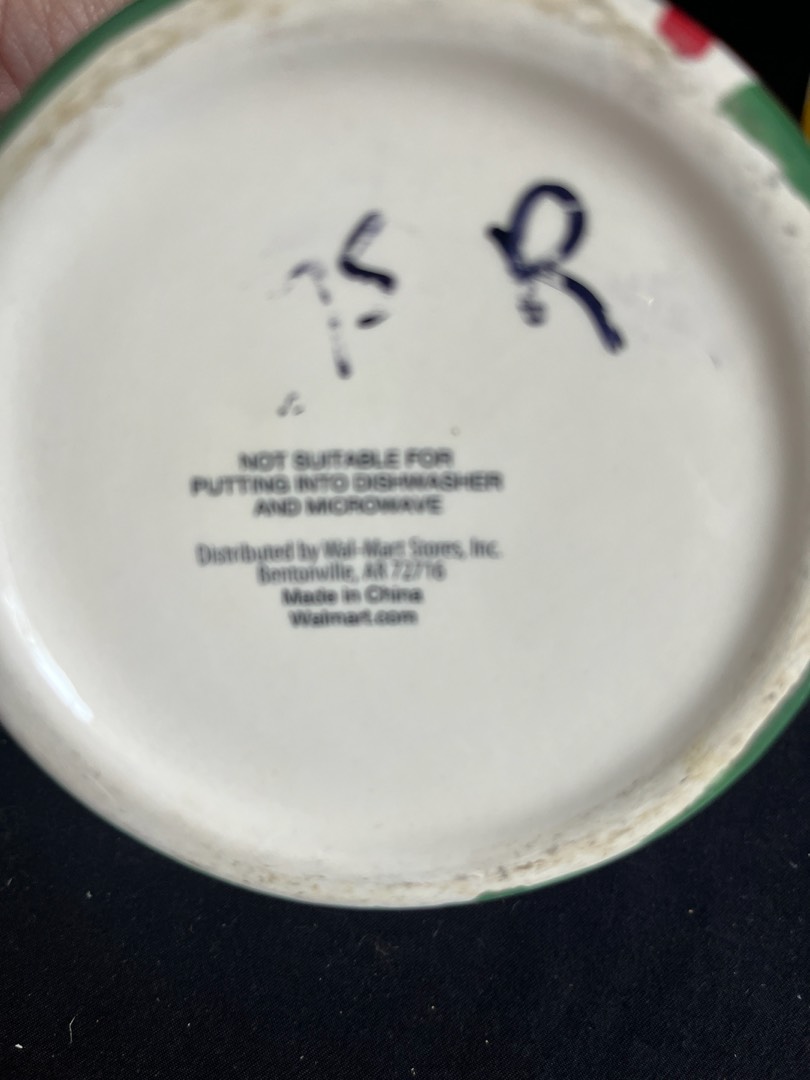 R
NOT SUITABLE FOR
PUTTING INTO DISHWASHER
AND MICROWAVE
Distributed by Wal-Mart Stores, Inc.
Bentonville, AR 72716
Made in China
Walmart.com